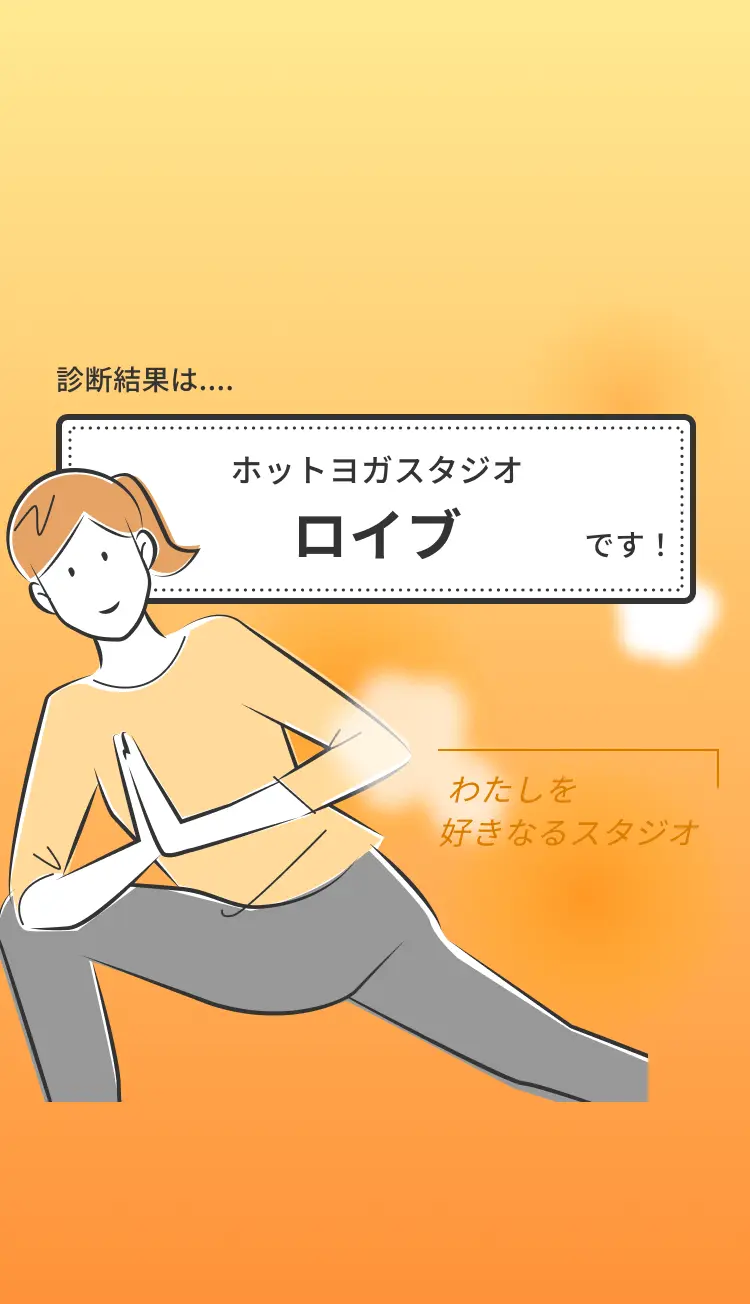 診断結果は....
ホットヨガスタジオ
ロイブ
です！
わたしを
好きなるスタジオ